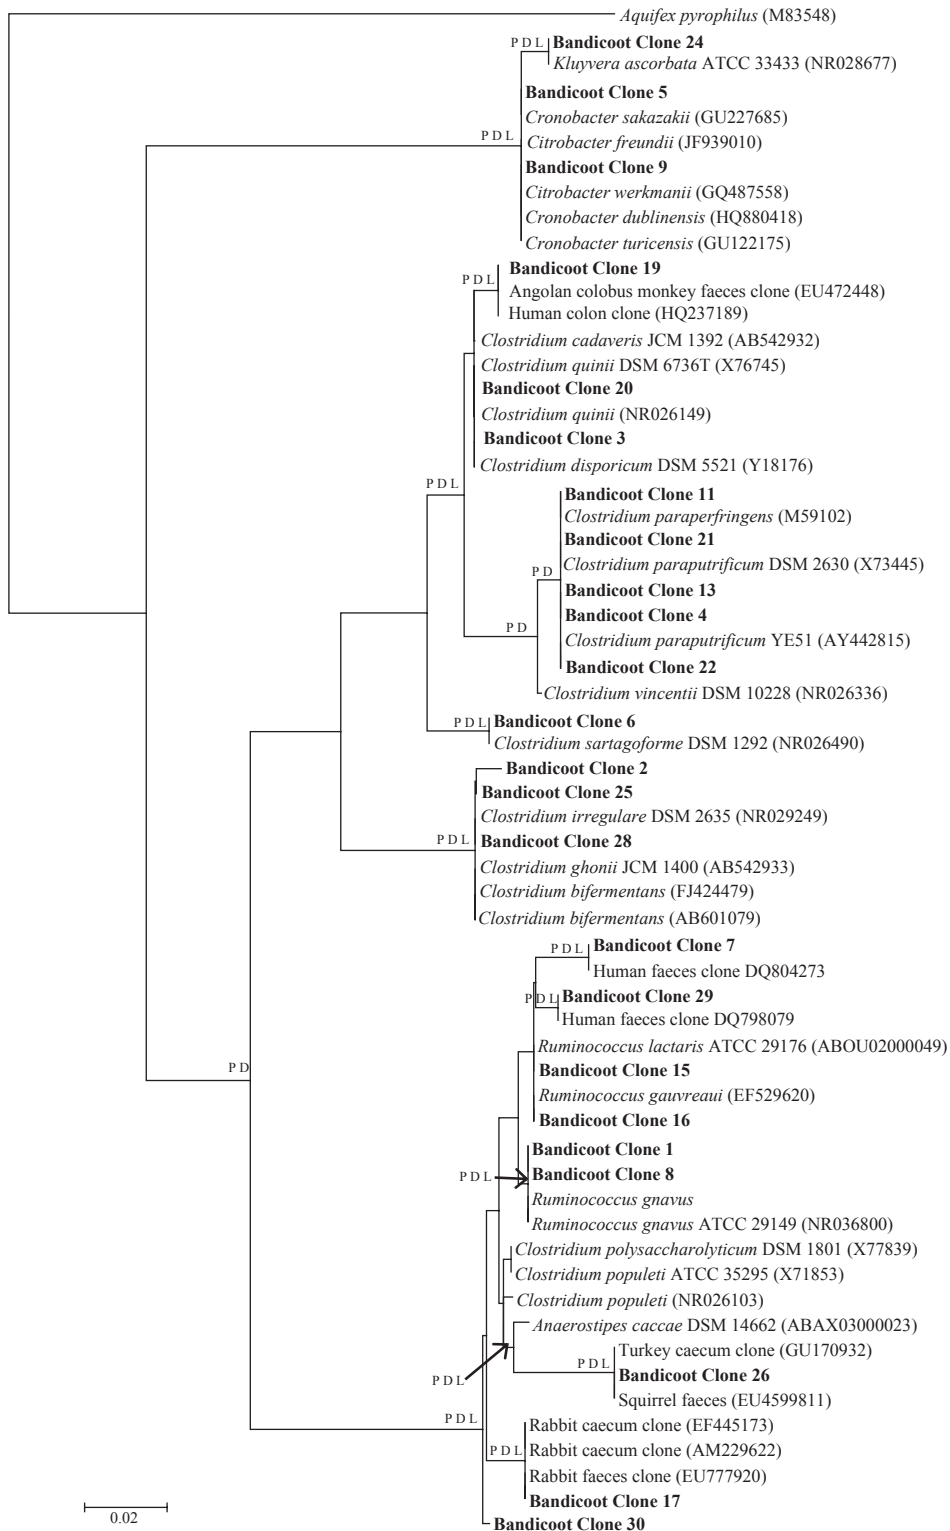 Aquifex pyrophilus (M83548)
P D L
Bandicoot Clone 24
Kluyvera ascorbata ATCC 33433 (NR028677)
Bandicoot Clone 5
Cronobacter sakazakii (GU227685)
P D L
Citrobacter freundii (JF939010)
Bandicoot Clone 9
Citrobacter werkmanii (GQ487558)
Cronobacter dublinensis (HQ880418)
Cronobacter turicensis (GU122175)
Bandicoot Clone 19
P D L
Angolan colobus monkey faeces clone (EU472448)
Human colon clone (HQ237189)
Clostridium cadaveris JCM 1392 (AB542932)
Clostridium quinii DSM 6736T (X76745)
Bandicoot Clone 20
Clostridium quinii (NR026149)
Bandicoot Clone 3
Clostridium disporicum DSM 5521 (Y18176)
P D L
Bandicoot Clone 11
Clostridium paraperfringens (M59102)
Bandicoot Clone 21
Clostridium paraputrificum DSM 2630 (X73445)
P D
Bandicoot Clone 13
Bandicoot Clone 4
P D
Clostridium paraputrificum YE51 (AY442815)
Bandicoot Clone 22
Clostridium vincentii DSM 10228 (NR026336)
P D L
Bandicoot Clone 6
Clostridium sartagoforme DSM 1292 (NR026490)
Bandicoot Clone 2
Bandicoot Clone 25
Clostridium irregulare DSM 2635 (NR029249)
P D L
Bandicoot Clone 28
Clostridium ghonii JCM 1400 (AB542933)
Clostridium bifermentans (FJ424479)
Clostridium bifermentans (AB601079)
P D L
Bandicoot Clone 7
Human faeces clone DQ804273
P D L
Bandicoot Clone 29
Human faeces clone DQ798079
Ruminococcus lactaris ATCC 29176 (ABOU02000049)
P D
Bandicoot Clone 15
Ruminococcus gauvreaui (EF529620)
Bandicoot Clone 16
Bandicoot Clone 1
P D L
Bandicoot Clone 8
Ruminococcus gnavus
Ruminococcus gnavus ATCC 29149 (NR036800)
Clostridium polysaccharolyticum DSM 1801 (X77839)
Clostridium populeti ATCC 35295 (X71853)
Clostridium populeti (NR026103)
Anaerostipes caccae DSM 14662 (ABAX03000023)
Turkey caecum clone (GU170932)
P D L
Bandicoot Clone 26
P D L
Squirrel faeces (EU4599811)
P D L
Rabbit caecum clone (EF445173)
P D L
Rabbit caecum clone (AM229622)
Rabbit faeces clone (EU777920)
Bandicoot Clone 17
Bandicoot Clone 30
0.02